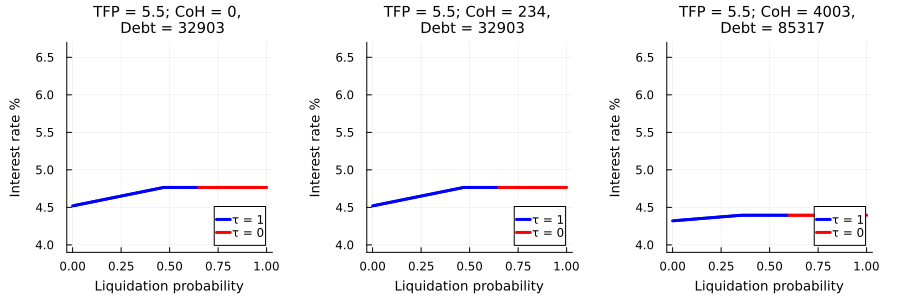 TFP = 5.5; CoH = 0,
Debt = 32903
6.5
6.0
5.5
5.0
4.5
4.0
Interest rate %
τ = 1
τ = 0
0.00 0.25 0.50 0.75 1.00
Liquidation probability
TFP = 5.5; CoH = 234,
Debt = 32903
6.5
6.0
5.5
5.0
4.5
4.0
Interest rate %
τ = 1
τ = 0
0.00 0.25 0.50 0.75 1.00
Liquidation probability
TFP = 5.5; CoH = 4003,
Debt = 85317
6.5
6.0
5.5
5.0
4.5
4.0
Interest rate %
τ = 1
τ = 0
0.00 0.25 0.50 0.75 1.00
Liquidation probability